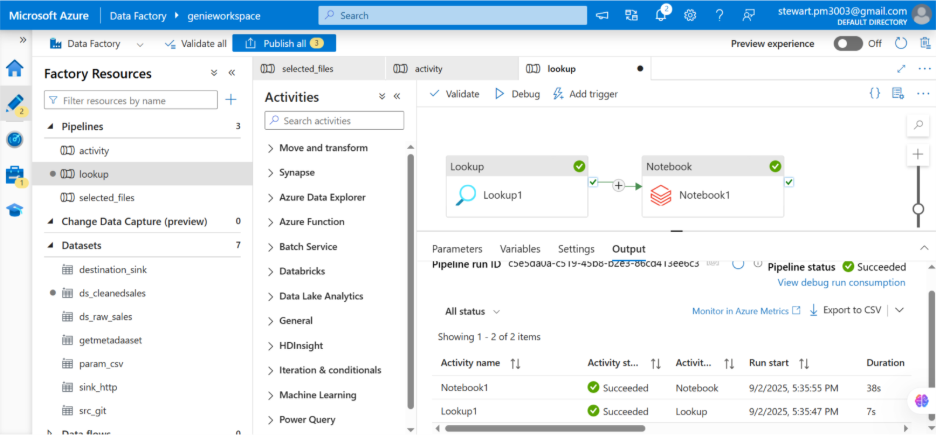 Microsoft Azure Data Factory genieworkspace Search 2 stewart.pm3003@gmail.com
DEFAULT DIRECTORY
Data Factory Validate all Publish all 3 Preview experience Off
Factory Resources
Filter resources by name
Pipelines 3
activity
lookup
selected_files
Change Data Capture (preview) 0
Datasets 7
destination_sink
ds_cleanedsales
ds_raw_sales
getmetadaaset
param_csv
sink_http
src_git
Data flows 0
2
1
Activities
Search activities
Move and transform
Synapse
Azure Data Explorer
Azure Function
Batch Service
Databricks
Data Lake Analytics
General
HDInsight
Iteration & conditionals
Machine Learning
Power Query
selected_files activity lookup
Validate Debug Add trigger
Lookup
Lookup1
Notebook
Notebook1
Parameters Variables Settings Output
Pipeline run ID c5e5da0a-c519-45b8-b2e3-86cd413ee6c3 Pipeline status Succeeded
View debug run consumption
All status Monitor in Azure Metrics Export to CSV
Showing 1 - 2 of 2 items
Activity name Activity st... Activit... Run start Duration
Notebook1 Succeeded Notebook 9/2/2025, 5:35:55 PM 38s
Lookup1 Succeeded Lookup 9/2/2025, 5:35:47 PM 7s